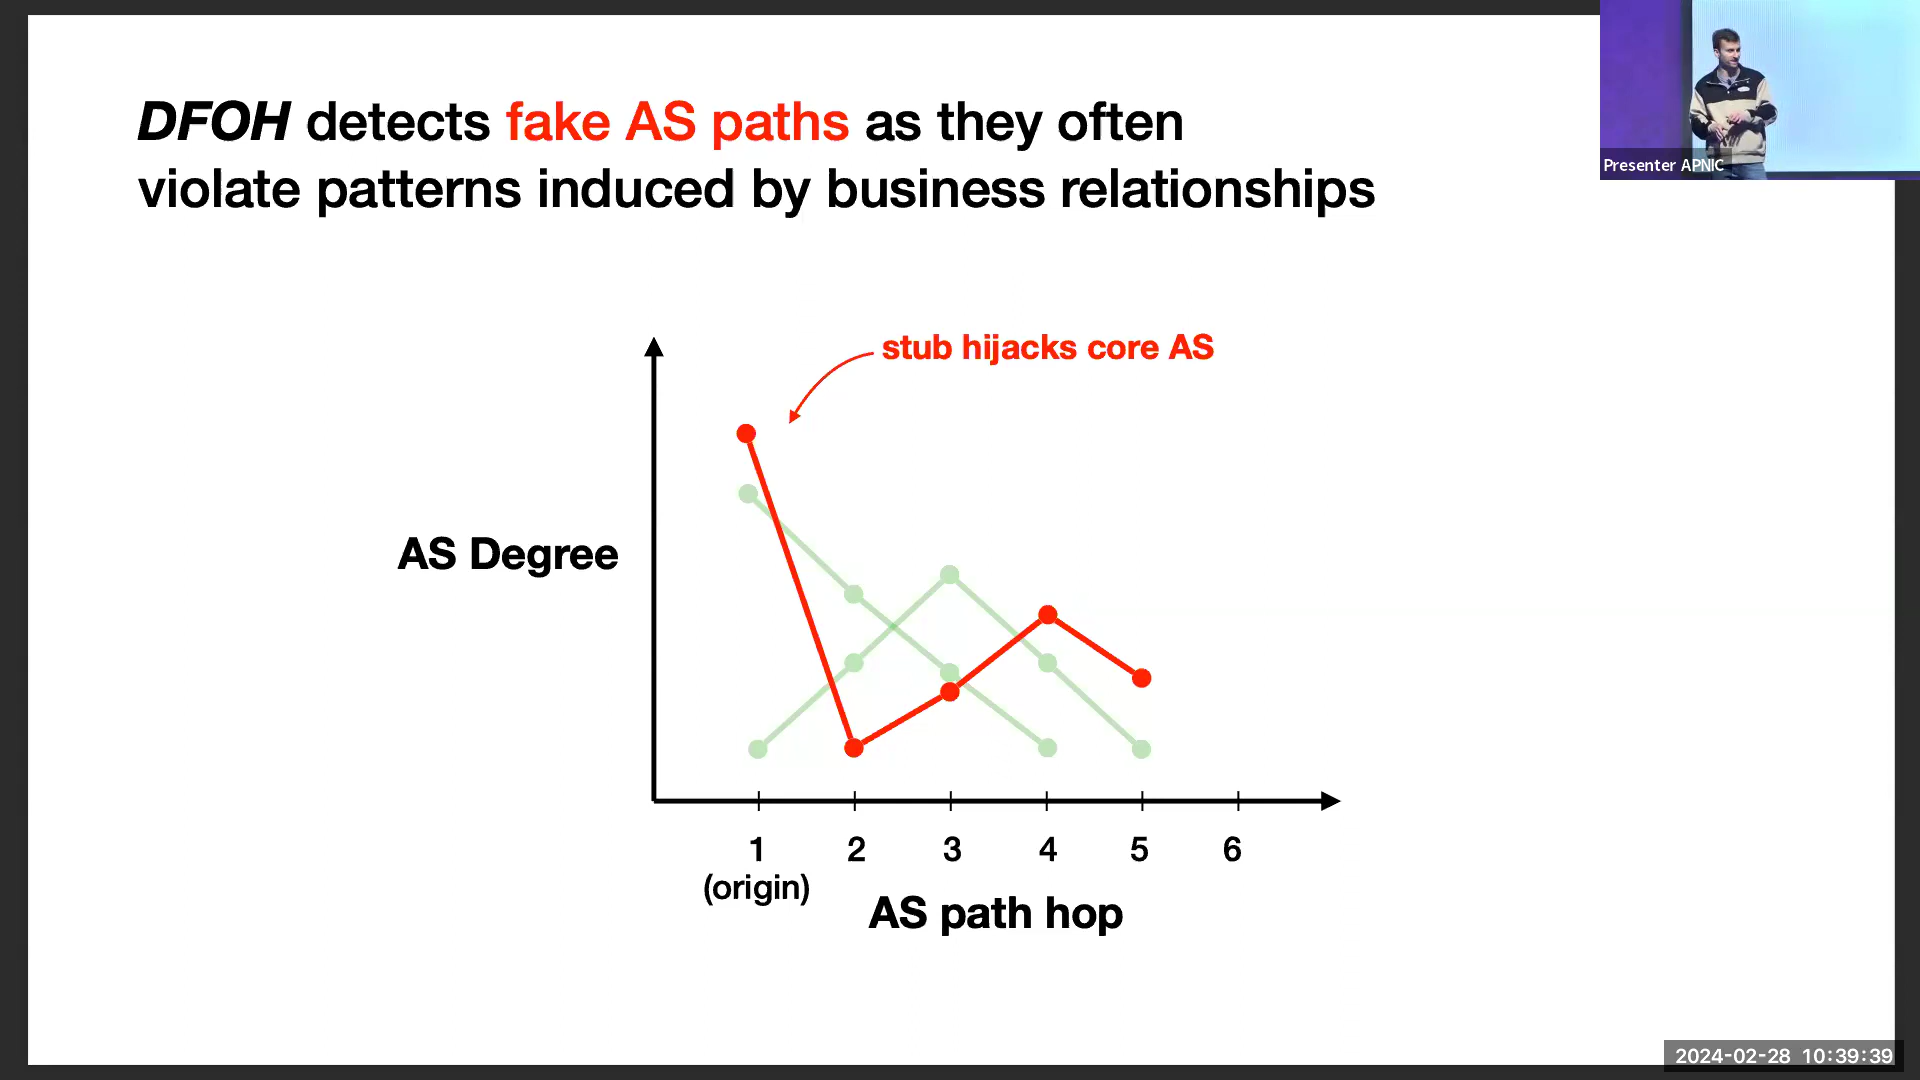 DFOH detects fake AS paths as they often
violate patterns induced by business relationships
Presenter APNIC
stub hijacks core AS
AS Degree
1 2 3 4 5 6
(origin)
AS path hop
2024-02-28 10:39:39